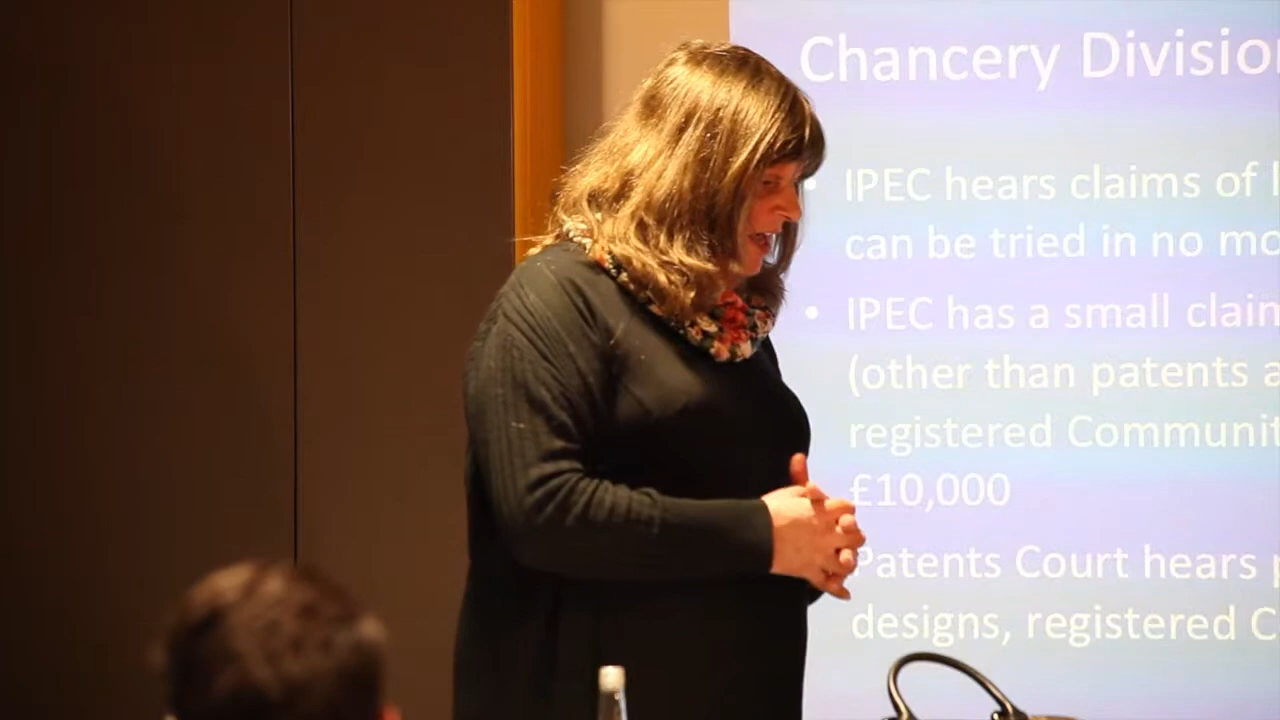 Chancery Divisio
• IPEC hears claims of
can be tried in no mo
• IPEC has a small claim
(other than patents a
registered Communit
£10,000
Patents Court hears
designs, registered C